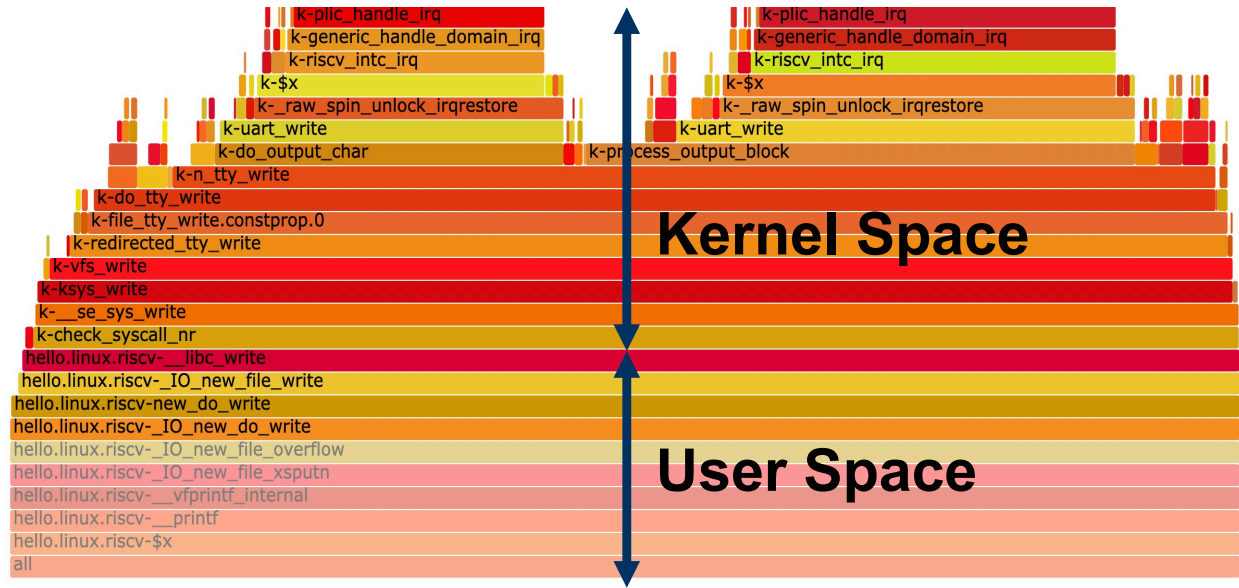 k-plic_handle_irq k-plic_handle_irq
k-generic_handle_domain_irq k-generic_handle_domain_irq
k-riscv_intc_irq k-riscv_intc_irq
k-$x k-$x
k-_raw_spin_unlock_irqrestore k-_raw_spin_unlock_irqrestore
k-uart_write k-uart_write
k-do_output_char k-process_output_block
k-n_tty_write
k-do_tty_write
k-file_tty_write.constprop.0
Kernel Space
k-redirected_tty_write
k-vfs_write
k-ksys_write
k-__se_sys_write
k-check_syscall_nr
hello.linux.riscv-__libc_write
hello.linux.riscv-_IO_new_file_write
hello.linux.riscv-new_do_write
hello.linux.riscv-_IO_new_do_write
hello.linux.riscv-_IO_new_file_overflow
User Space
hello.linux.riscv-_IO_new_file_xsputn
hello.linux.riscv-__vfprintf_internal
hello.linux.riscv-__printf
hello.linux.riscv-$x
all